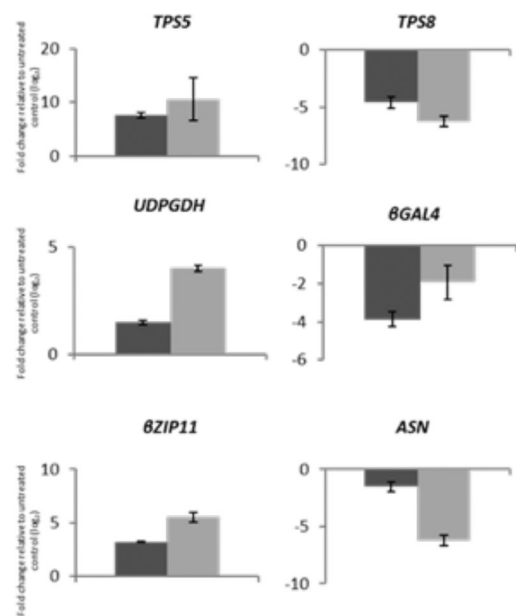 TPS5
TPS8
Fold change relative to untreated
control (log₂)
20
10
0
0
-5
-10
UDPGDH
βGAL4
Fold change relative to untreated
control (log₂)
5
0
0
-2
-4
-6
βZIP11
ASN
Fold change relative to untreated
control (log₂)
10
5
0
0
-5
-10